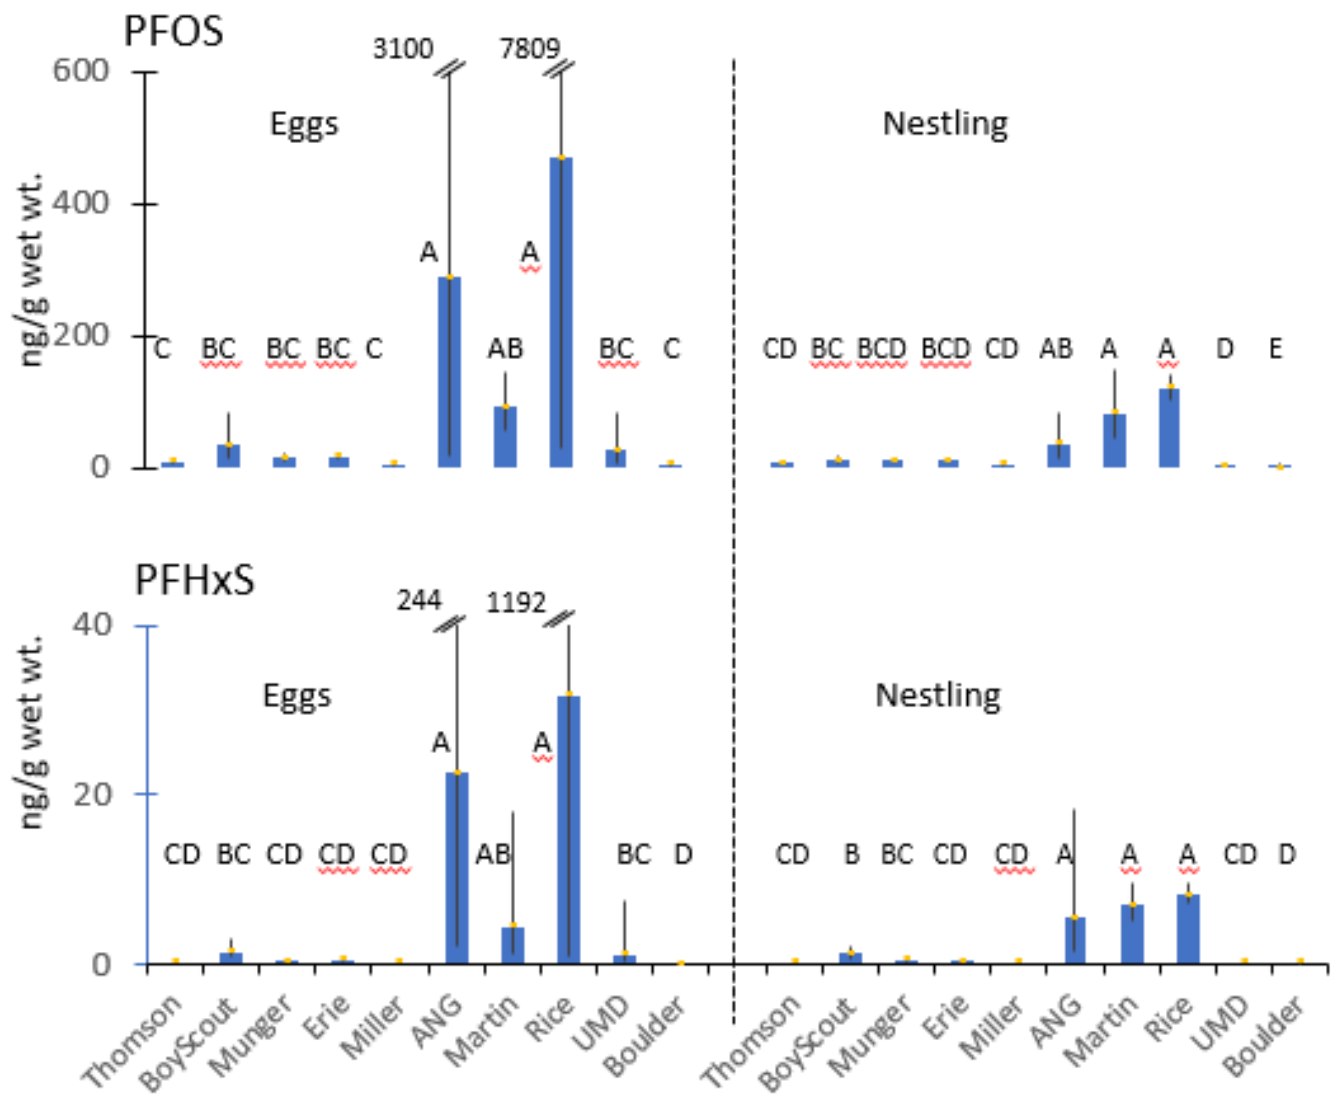 PFOS
3100 7809
600
Eggs Nestling
ng/g wet wt.
400
A A
200
C BC BC BC C AB BC C CD BC BCD BCD CD AB A A D E
0
PFHxS
244 1192
40
Eggs Nestling
ng/g wet wt.
A A
20
CD BC CD CD CD AB BC D CD B BC CD CD A A A CD D
0
Thomson BoyScout Munger Erie Miller ANG Martin Rice UMD Boulder Thomson BoyScout Munger Erie Miller ANG Martin Rice UMD Boulder